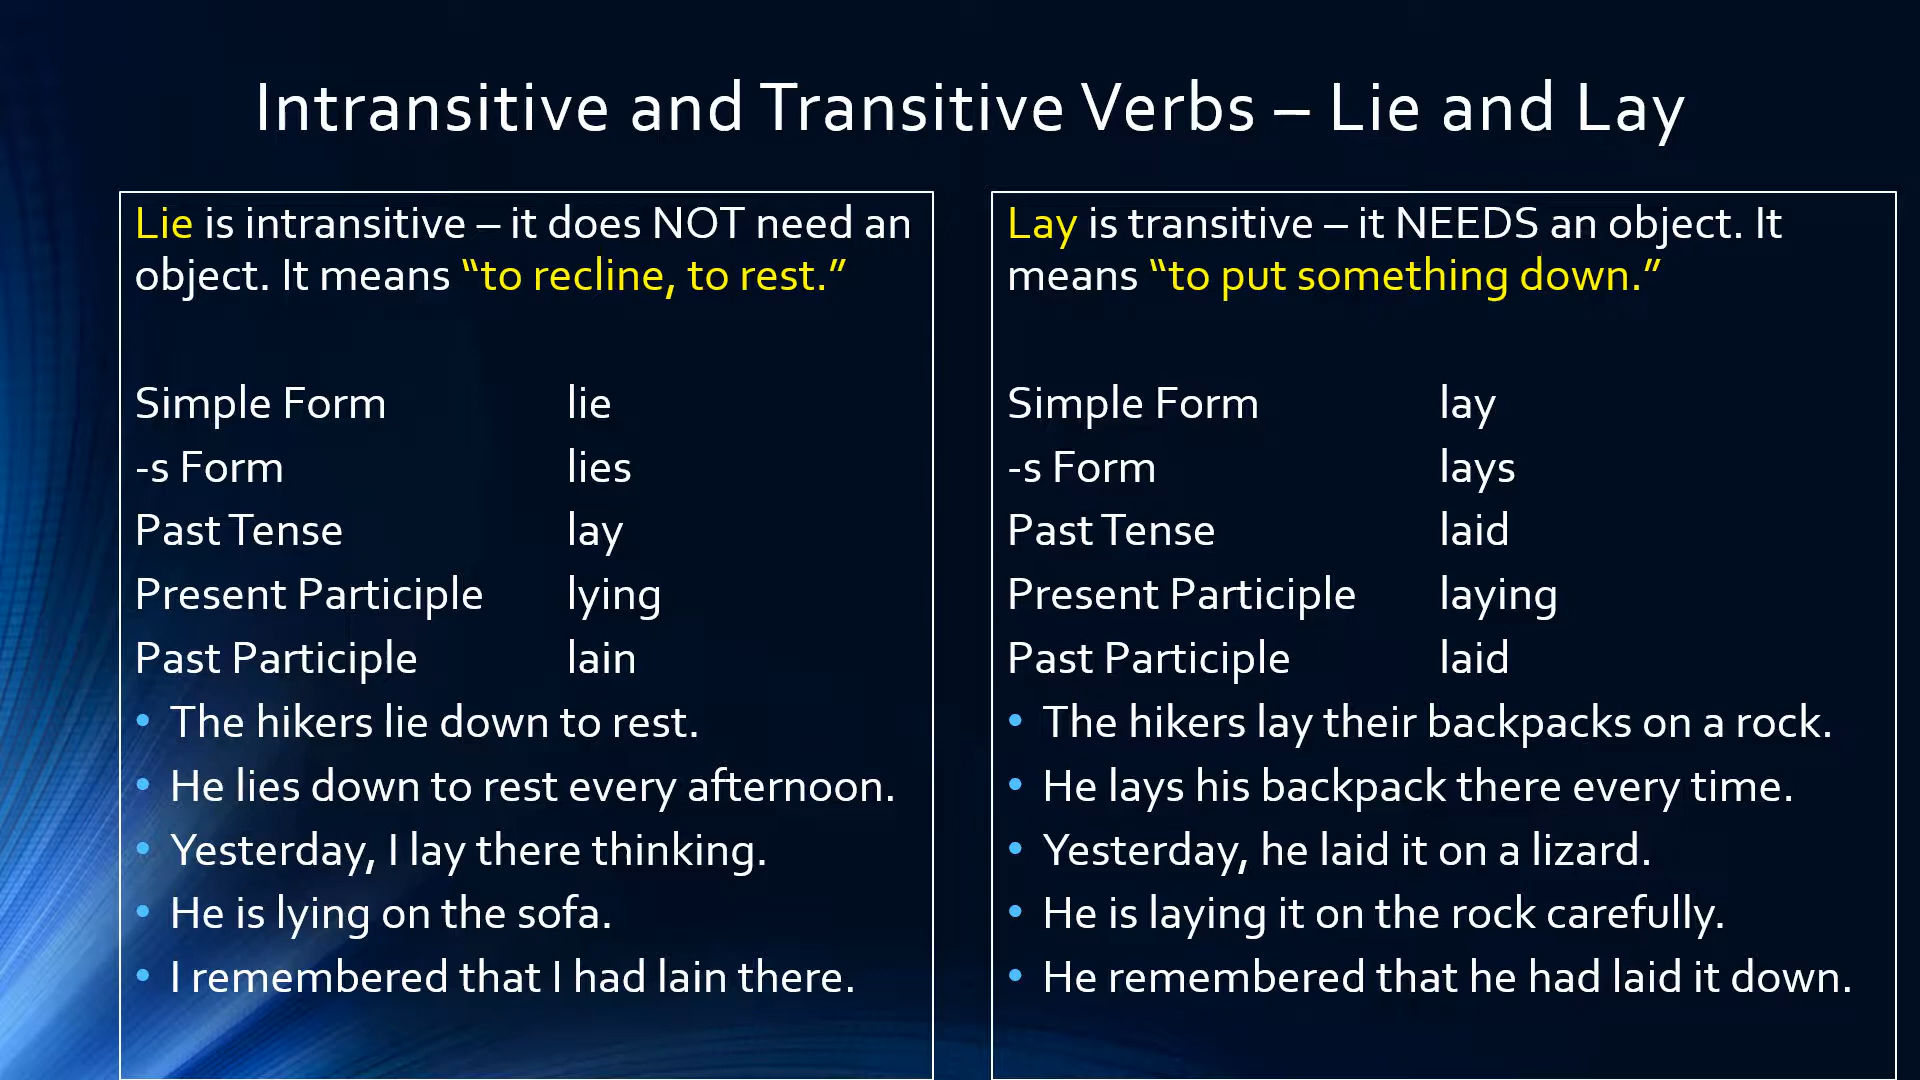 Intransitive and Transitive Verbs – Lie and Lay
Lie is intransitive – it does NOT need an
object. It means “to recline, to rest.”
Simple Form lie
-s Form lies
Past Tense lay
Present Participle lying
Past Participle lain
• The hikers lie down to rest.
• He lies down to rest every afternoon.
• Yesterday, I lay there thinking.
• He is lying on the sofa.
• I remembered that I had lain there.
Lay is transitive – it NEEDS an object. It
means “to put something down.”
Simple Form lay
-s Form lays
Past Tense laid
Present Participle laying
Past Participle laid
• The hikers lay their backpacks on a rock.
• He lays his backpack there every time.
• Yesterday, he laid it on a lizard.
• He is laying it on the rock carefully.
• He remembered that he had laid it down.